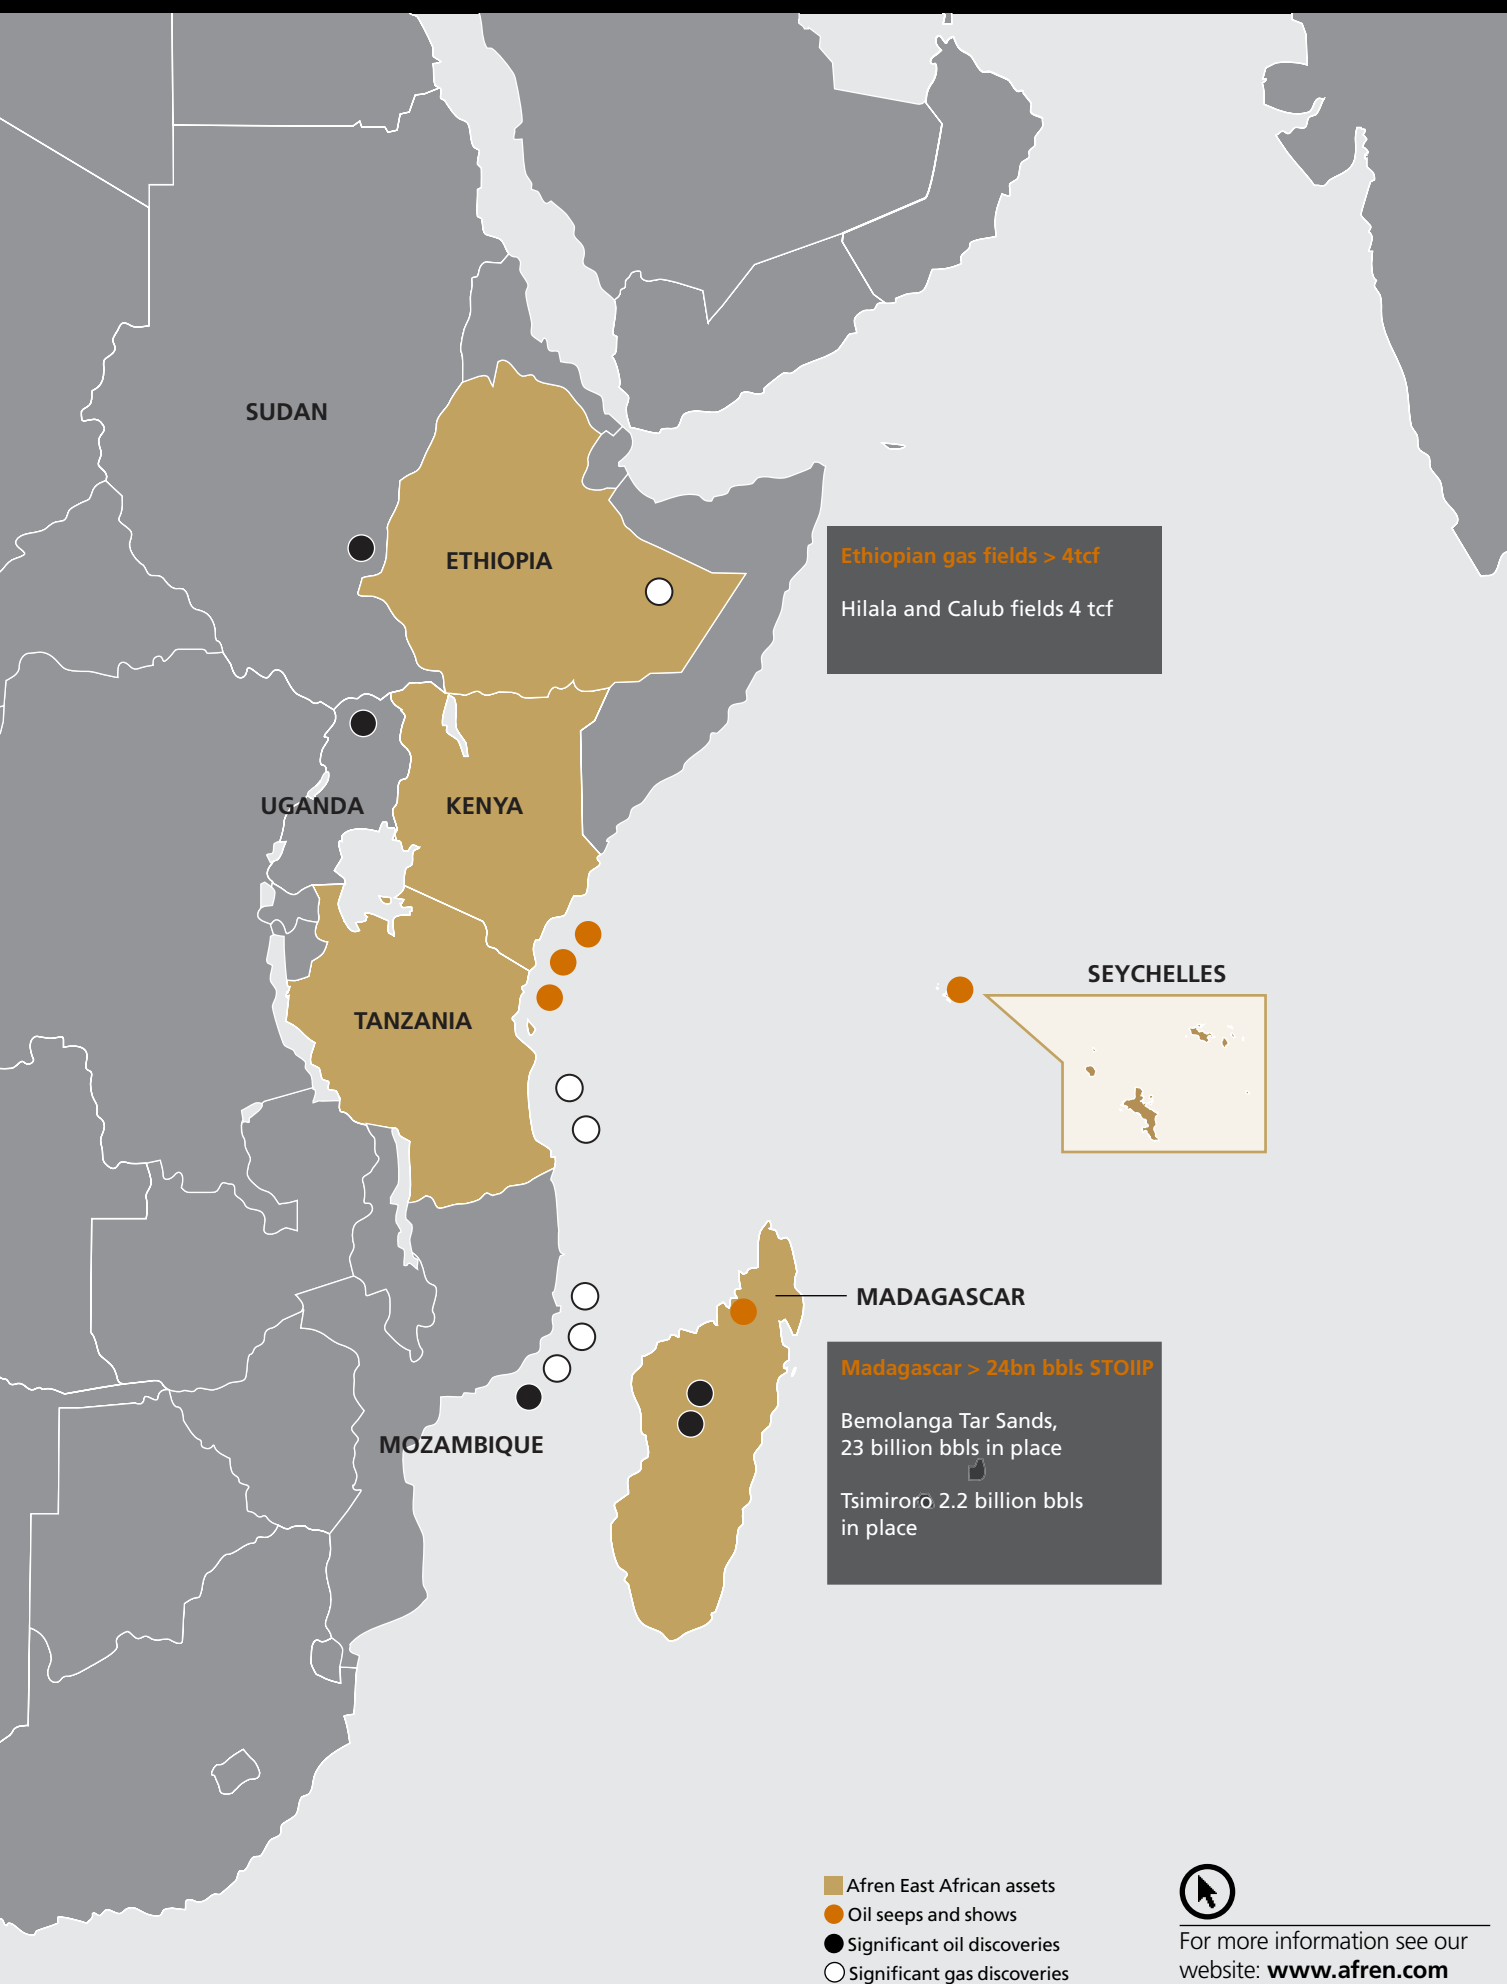 SUDAN
ETHIOPIA
Ethiopian gas fields > 4tcf
Hilala and Calub fields 4 tcf
UGANDA
KENYA
SEYCHELLES
TANZANIA
MADAGASCAR
Madagascar > 24bn bbls STOIIP
Bemolanga Tar Sands,
23 billion bbls in place
MOZAMBIQUE
Tsimiroro 2.2 billion bbls
in place
Afren East African assets
Oil seeps and shows
Significant oil discoveries
Significant gas discoveries
For more information see our
website: www.afren.com